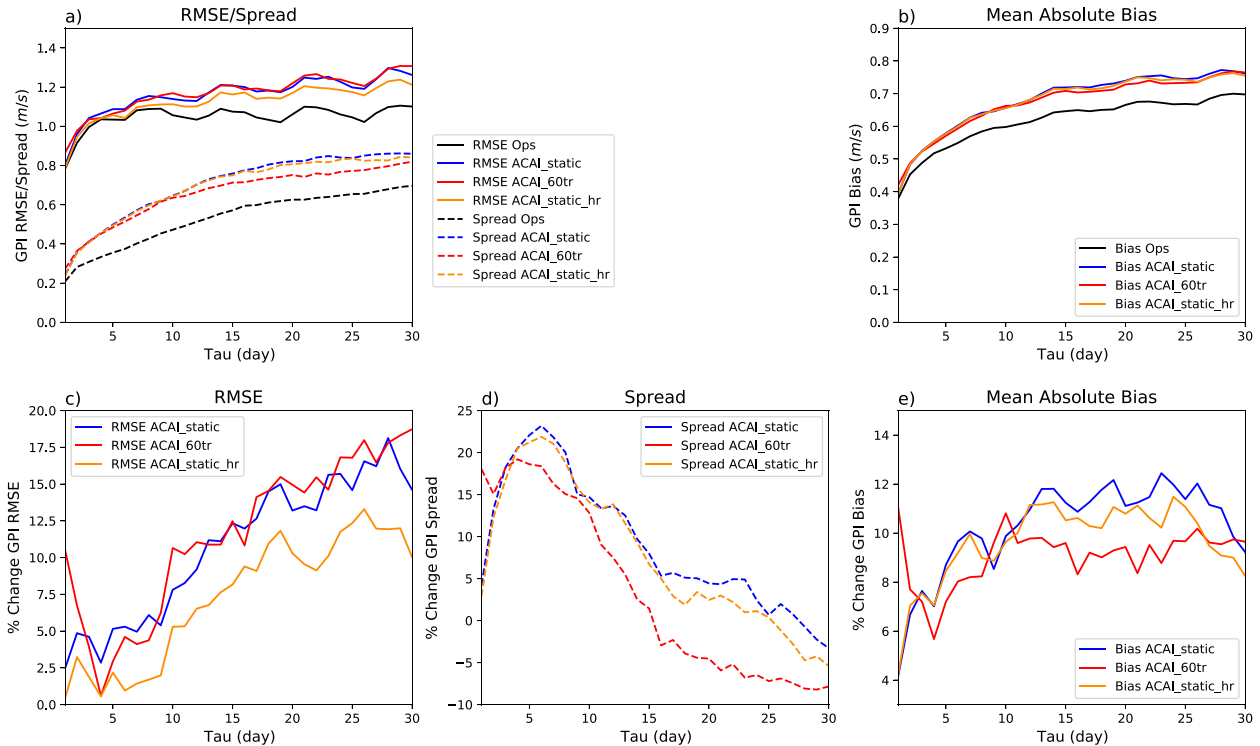 a)
RMSE/Spread
GPI RMSE/Spread (m/s)
1.4
1.2
1.0
0.8
0.6
0.4
0.2
0.0
5
10
15
20
25
30
Tau (day)
RMSE Ops
RMSE ACAI_static
RMSE ACAI_60tr
RMSE ACAI_static_hr
Spread Ops
Spread ACAI_static
Spread ACAI_60tr
Spread ACAI_static_hr
b)
Mean Absolute Bias
GPI Bias (m/s)
0.9
0.8
0.7
0.6
0.5
0.4
0.3
0.2
0.1
0.0
5
10
15
20
25
30
Tau (day)
Bias Ops
Bias ACAI_static
Bias ACAI_60tr
Bias ACAI_static_hr
c)
RMSE
% Change GPI RMSE
20.0
17.5
15.0
12.5
10.0
7.5
5.0
2.5
0.0
5
10
15
20
25
30
Tau (day)
RMSE ACAI_static
RMSE ACAI_60tr
RMSE ACAI_static_hr
d)
Spread
% Change GPI Spread
25
20
15
10
5
0
−5
−10
5
10
15
20
25
30
Tau (day)
Spread ACAI_static
Spread ACAI_60tr
Spread ACAI_static_hr
e)
Mean Absolute Bias
% Change GPI Bias
14
12
10
8
6
4
5
10
15
20
25
30
Tau (day)
Bias ACAI_static
Bias ACAI_60tr
Bias ACAI_static_hr